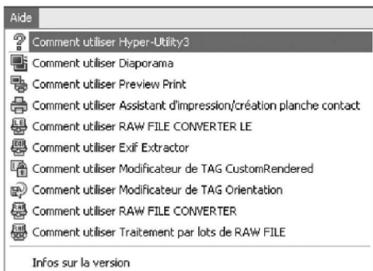 Aide
Comment utiliser Hyper-Utility3
Comment utiliser Diaporama
Comment utiliser Preview Print
Comment utiliser Assistant d'impression/création planche contact
Comment utiliser RAW FILE CONVERTER LE
Comment utiliser Exif Extractor
Comment utiliser Modificateur de TAG CustomRendered
Comment utiliser Modificateur de TAG Orientation
Comment utiliser RAW FILE CONVERTER
Comment utiliser Traitement par lots de RAW FILE
Infos sur la version